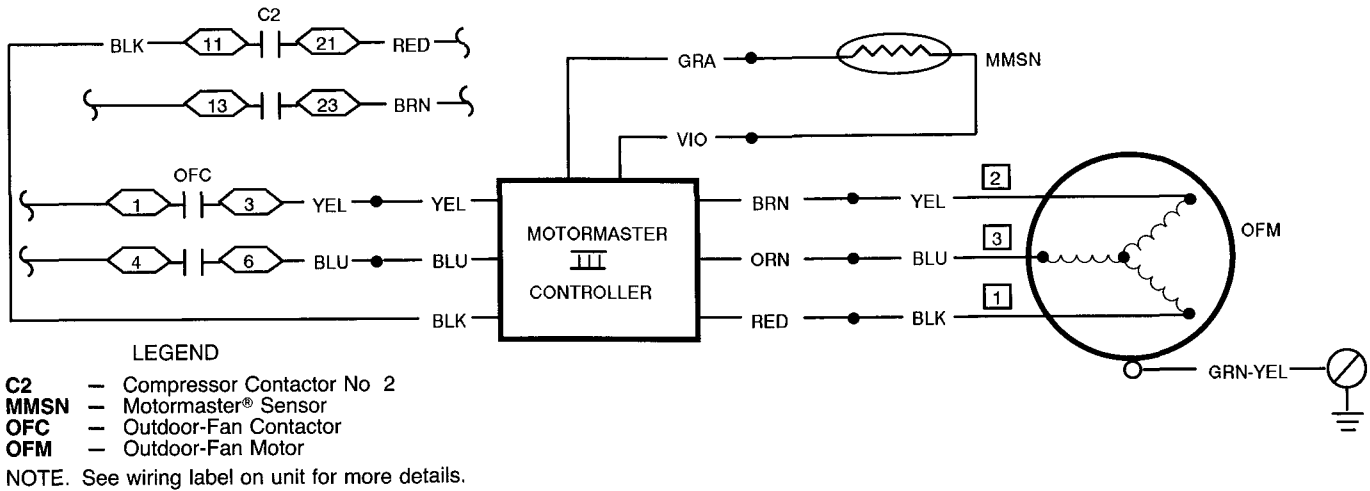 C2
BLK 11 21 RED
GRA MMSN
13 23 BRN
VIO
OFC
1 3 YEL YEL
BRN YEL 2
4 6 BLU BLU
ORN BLU 3
OFM
MOTORMASTER
III
CONTROLLER
BLK
RED BLK 1
GRN-YEL
LEGEND
C2 — Compressor Contactor No 2
MMSN — Motormaster® Sensor
OFC — Outdoor-Fan Contactor
OFM — Outdoor-Fan Motor
NOTE. See wiring label on unit for more details.